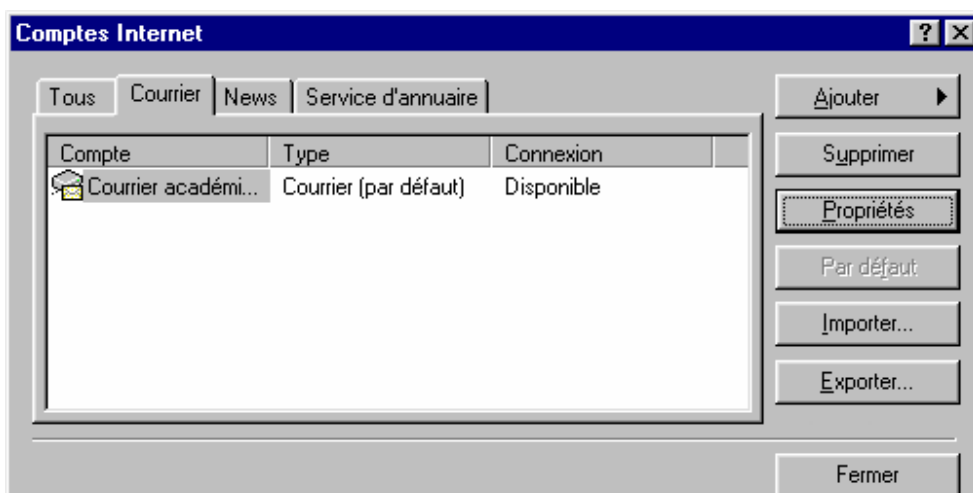 Comptes Internet
Tous Courrier News Service d'annuaire
Ajouter
Compte Type Connexion
Supprimer
Courrier académi... Courrier (par défaut) Disponible
Propriétés
Par défaut
Importer...
Exporter...
Fermer